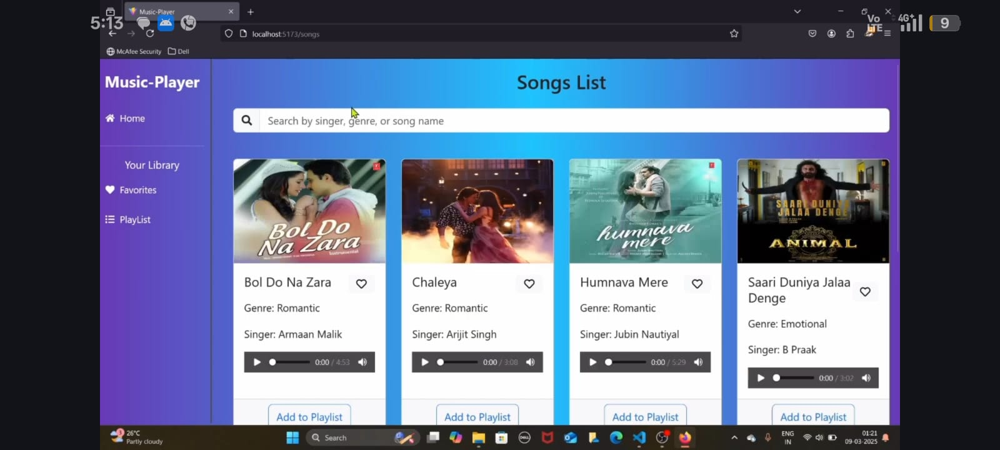 Music-Player
5:13
Vo
LTE
4G+
9
localhost:5173/songs
McAfee Security
Dell
Music-Player
Home
Your Library
Favorites
PlayList
Songs List
Search by singer, genre, or song name
Bol Do
Na Zara
Instrumental
humnava
mere
SAARI DUNIYA
JALAA DENGE
ANIMAL
Bol Do Na Zara
Genre: Romantic
Singer: Armaan Malik
0:00 / 4:53
Add to Playlist
Chaleya
Genre: Romantic
Singer: Arijit Singh
0:00 / 3:08
Add to Playlist
Humnava Mere
Genre: Romantic
Singer: Jubin Nautiyal
0:00 / 5:29
Add to Playlist
Saari Duniya Jalaa
Denge
Genre: Emotional
Singer: B Praak
0:00 / 3:02
Add to Playlist
3
26°C
Partly cloudy
Search
DELL
ENG
IN
01:21
09-03-2025